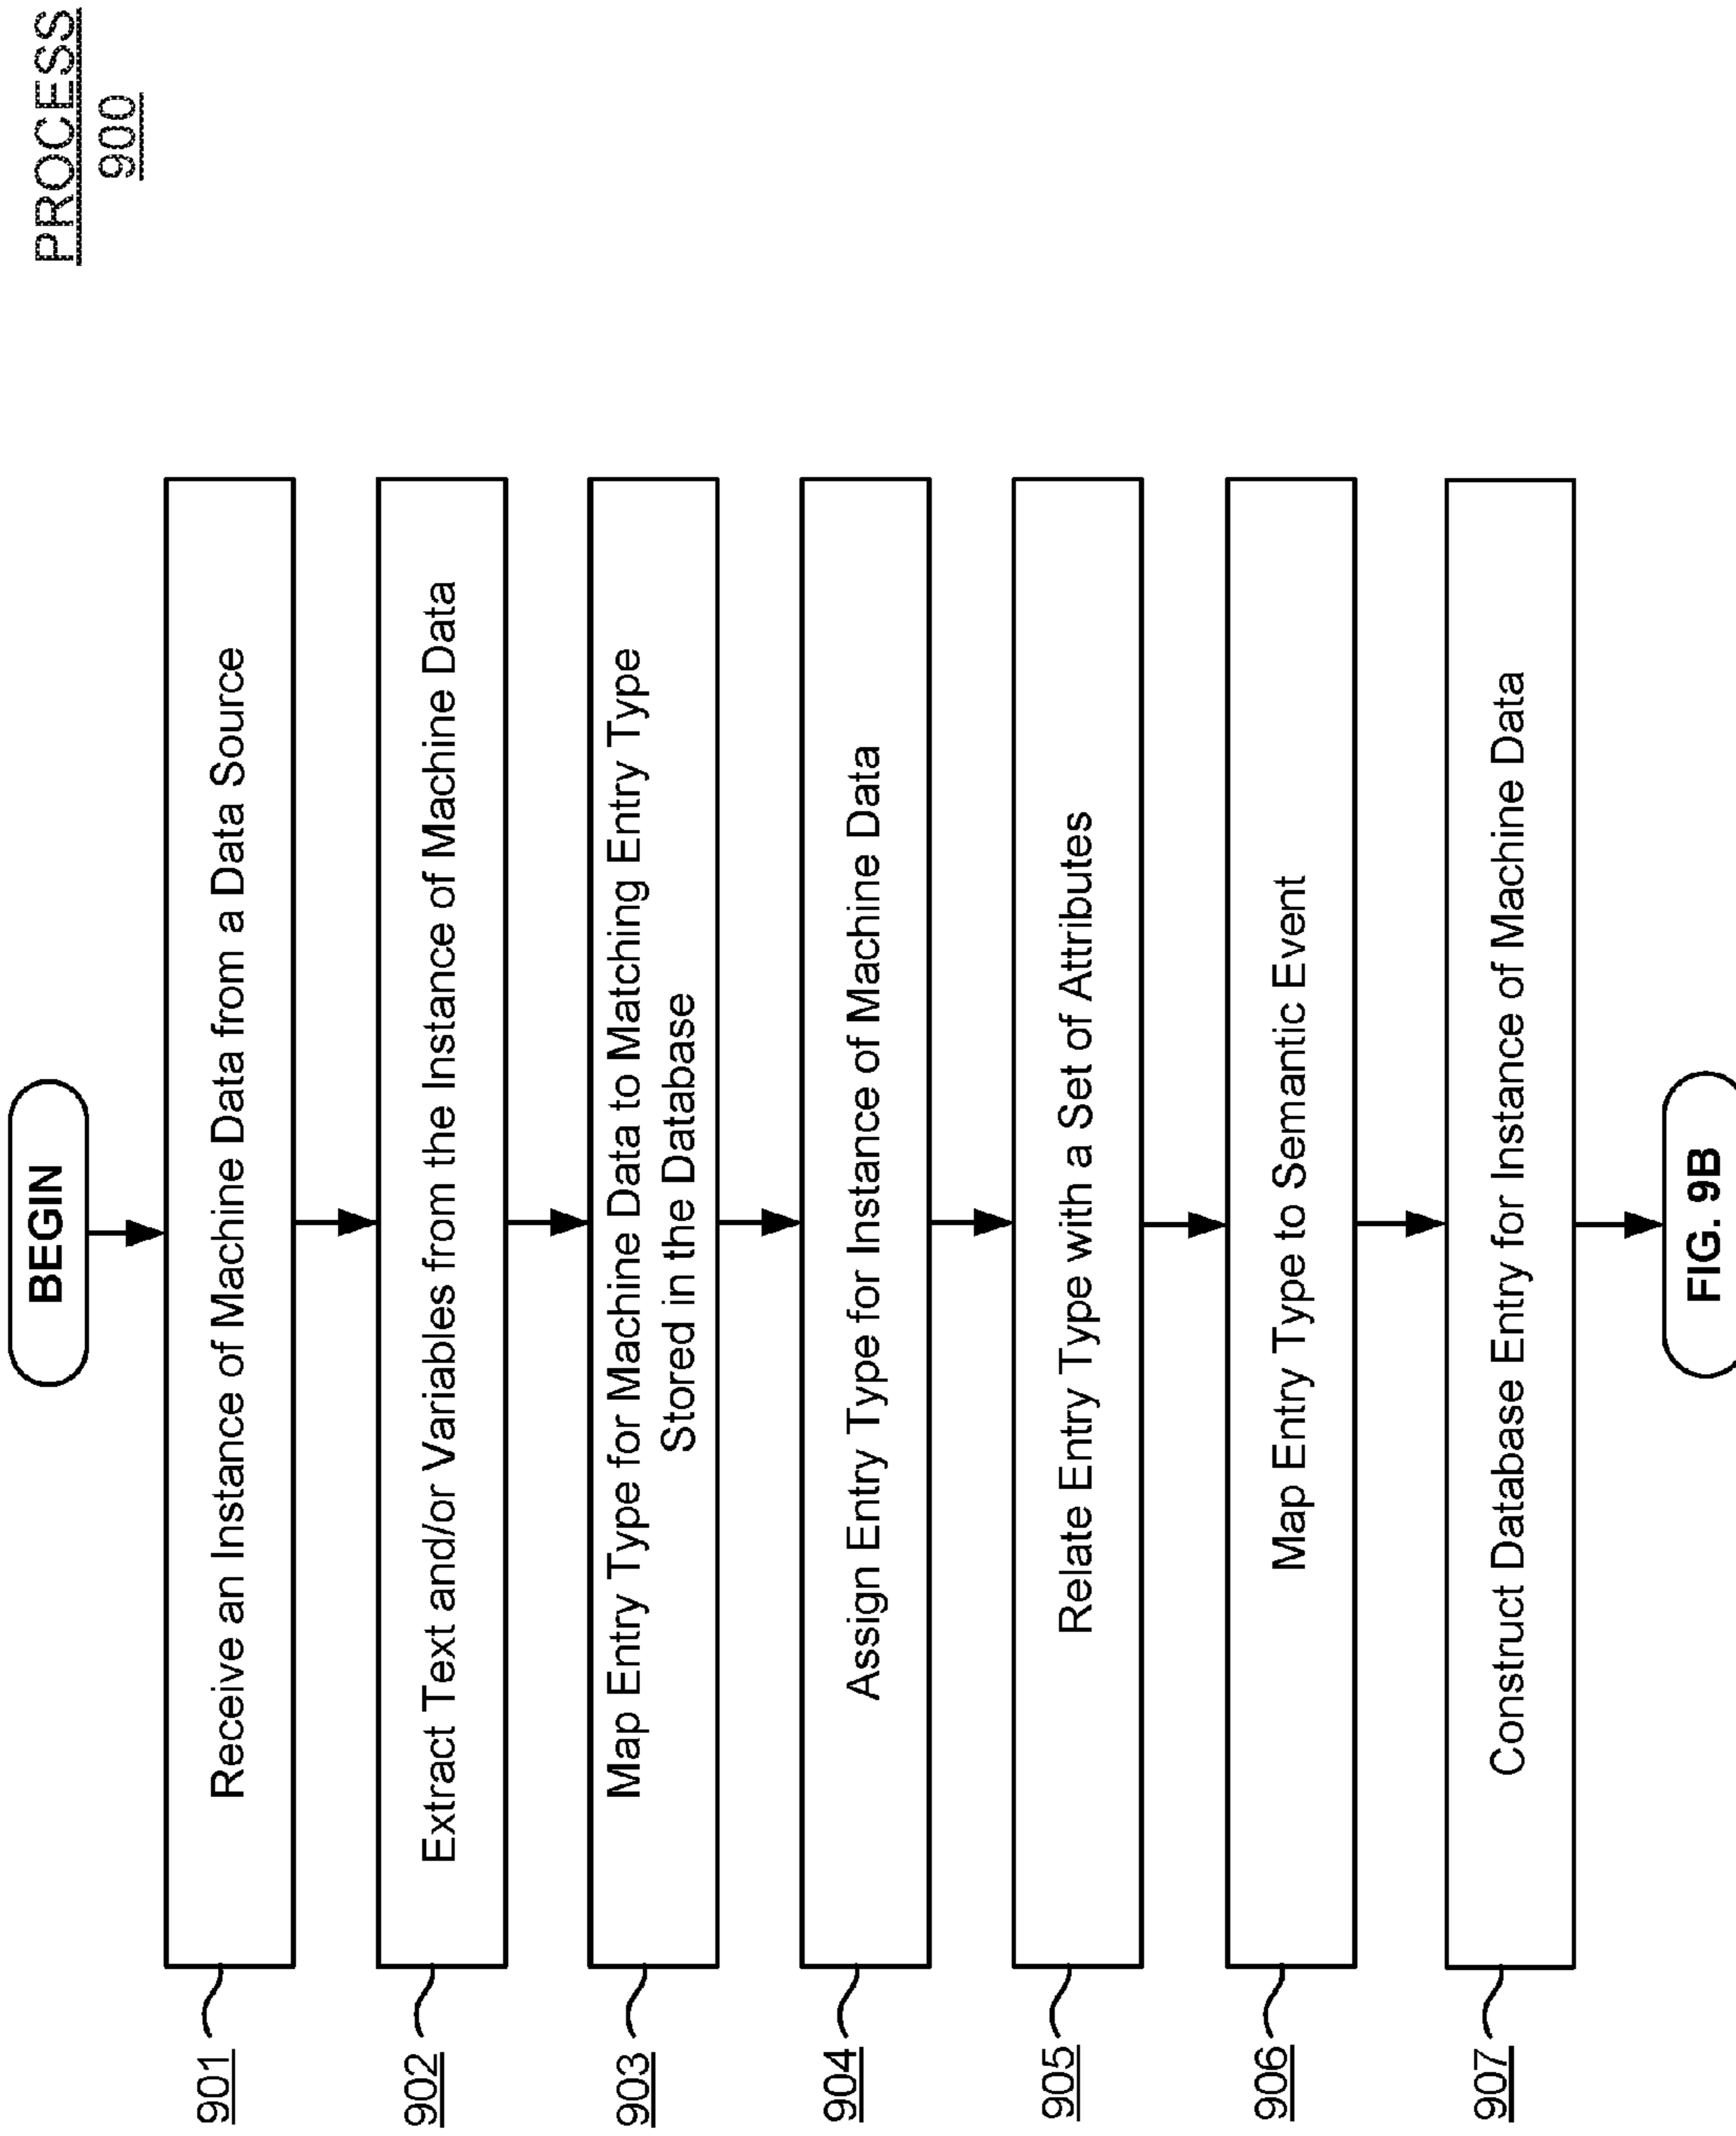 PROCESS
900
BEGIN
901
Receive an Instance of Machine Data from a Data Source
902
Extract Text and/or Variables from the Instance of Machine Data
903
Map Entry Type for Machine Data to Matching Entry Type
Stored in the Database
904
Assign Entry Type for Instance of Machine Data
905
Relate Entry Type with a Set of Attributes
906
Map Entry Type to Semantic Event
907
Construct Database Entry for Instance of Machine Data
FIG. 9B